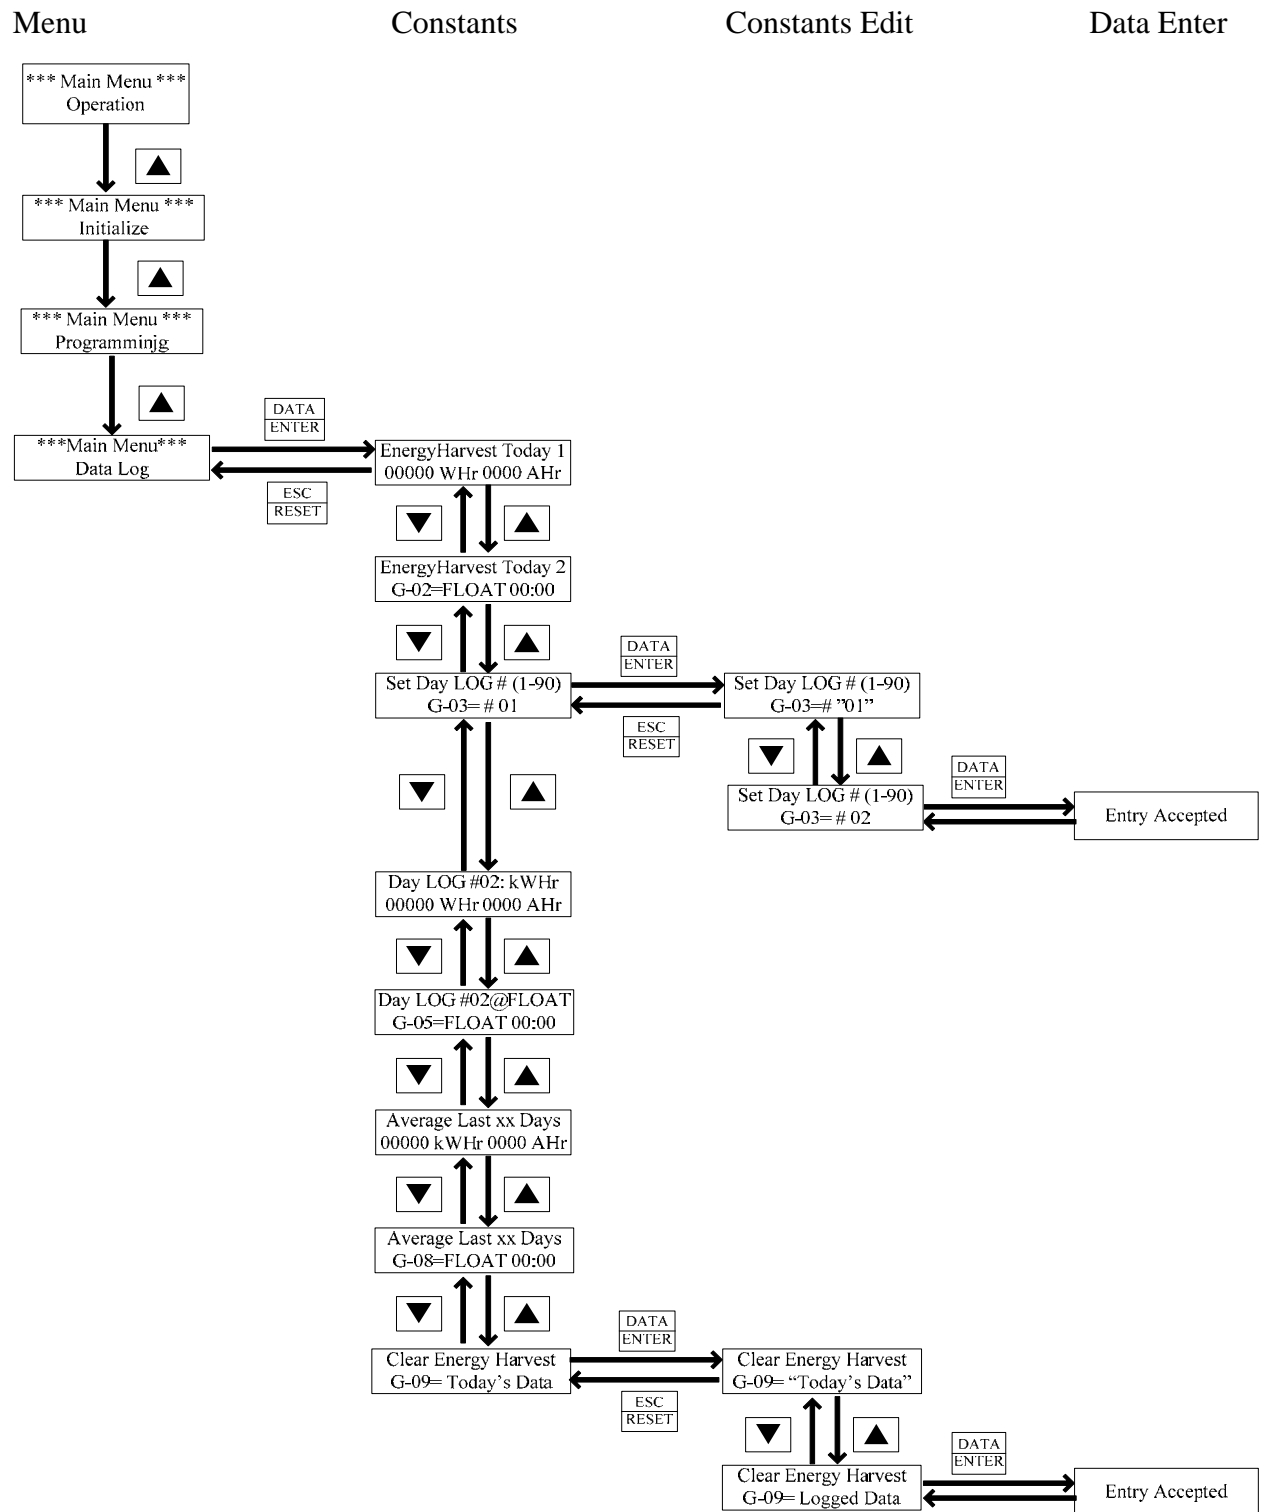 Menu
Constants
Constants Edit
Data Enter
*** Main Menu ***
Operation
*** Main Menu ***
Initialize
*** Main Menu ***
Programminjg
***Main Menu***
Data Log
DATA
ENTER
ESC
RESET
EnergyHarvest Today 1
00000 WHr 0000 AHr
EnergyHarvest Today 2
G-02=FLOAT 00:00
Set Day LOG # (1-90)
G-03= # 01
DATA
ENTER
ESC
RESET
Set Day LOG # (1-90)
G-03=# ”01”
Set Day LOG # (1-90)
G-03= # 02
DATA
ENTER
Entry Accepted
Day LOG #02: kWHr
00000 WHr 0000 AHr
Day LOG #02@FLOAT
G-05=FLOAT 00:00
Average Last xx Days
00000 kWHr 0000 AHr
Average Last xx Days
G-08=FLOAT 00:00
Clear Energy Harvest
G-09= Today’s Data
DATA
ENTER
ESC
RESET
Clear Energy Harvest
G-09= “Today’s Data”
Clear Energy Harvest
G-09= Logged Data
DATA
ENTER
Entry Accepted